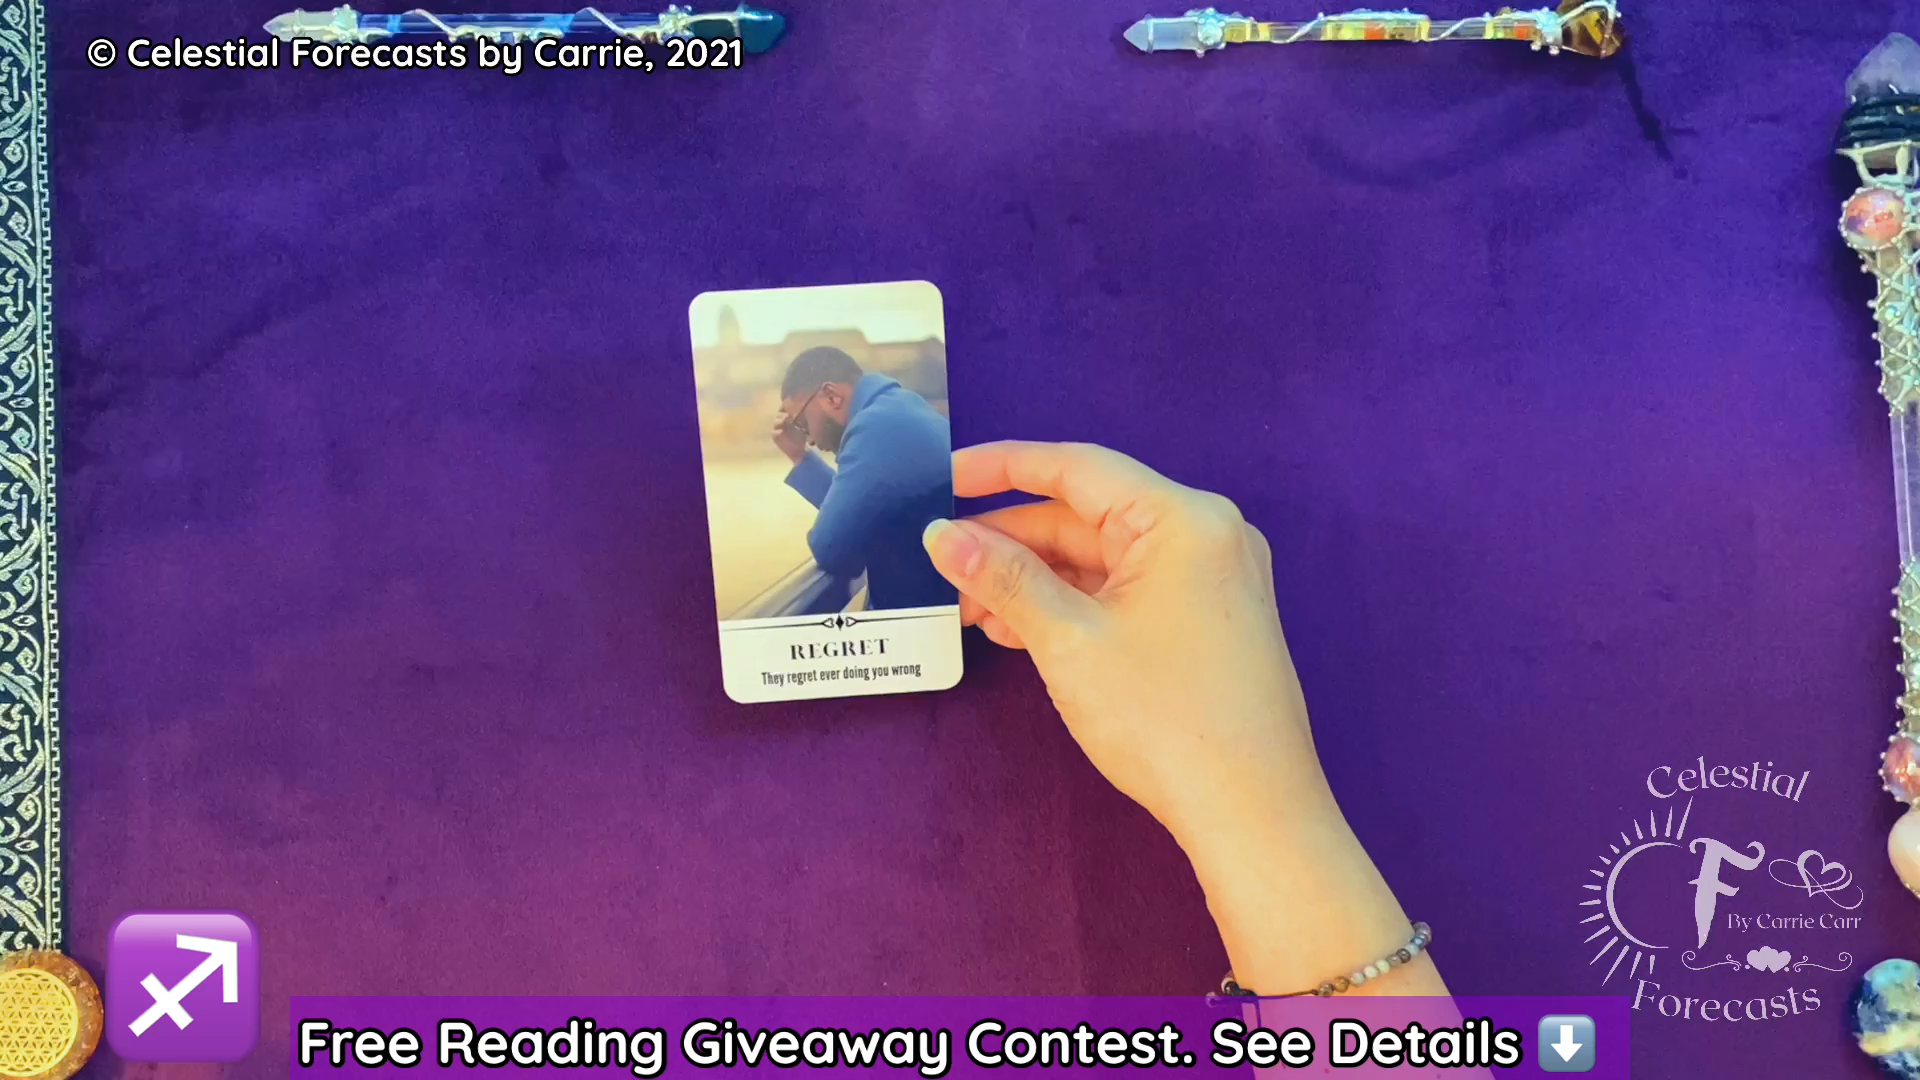 © Celestial Forecasts by Carrie, 2021
REGRET
They regret ever doing you wrong
Celestial
F
By Carrie Carr
Forecasts
Free Reading Giveaway Contest. See Details